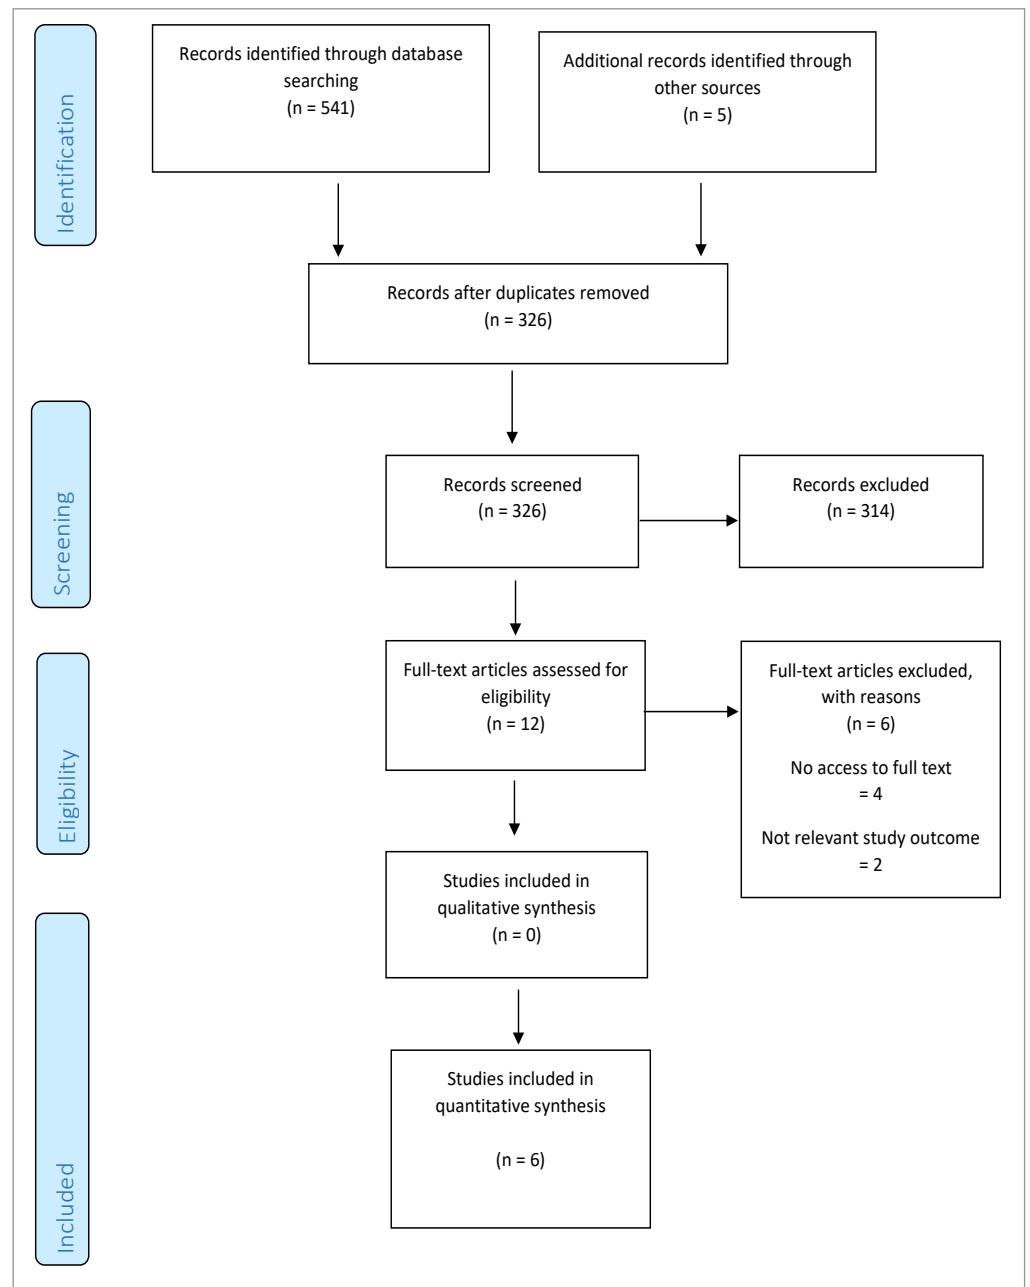 Identification
Records identified through database
searching
(n = 541)
Additional records identified through
other sources
(n = 5)
Records after duplicates removed
(n = 326)
Screening
Records screened
(n = 326)
Records excluded
(n = 314)
Eligibility
Full-text articles assessed for
eligibility
(n = 12)
Full-text articles excluded,
with reasons
(n = 6)
No access to full text
= 4
Not relevant study outcome
= 2
Studies included in
qualitative synthesis
(n = 0)
Included
Studies included in
quantitative synthesis
(n = 6)